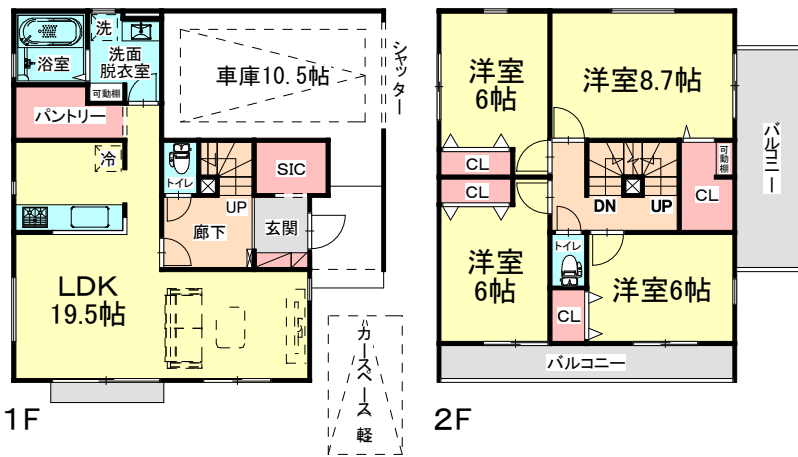 洗
浴室
洗面
脱衣室
可動棚
車庫10.5帖
シャッター
パントリー
冷
トイレ
SIC
UP
廊下
玄関
LDK
19.5帖
カースペース 軽
1F
洋室
6帖
洋室8.7帖
バルコニー
CL
可動棚
CL
CL
DN
UP
洋室
6帖
トイレ
洋室6帖
CL
バルコニー
2F